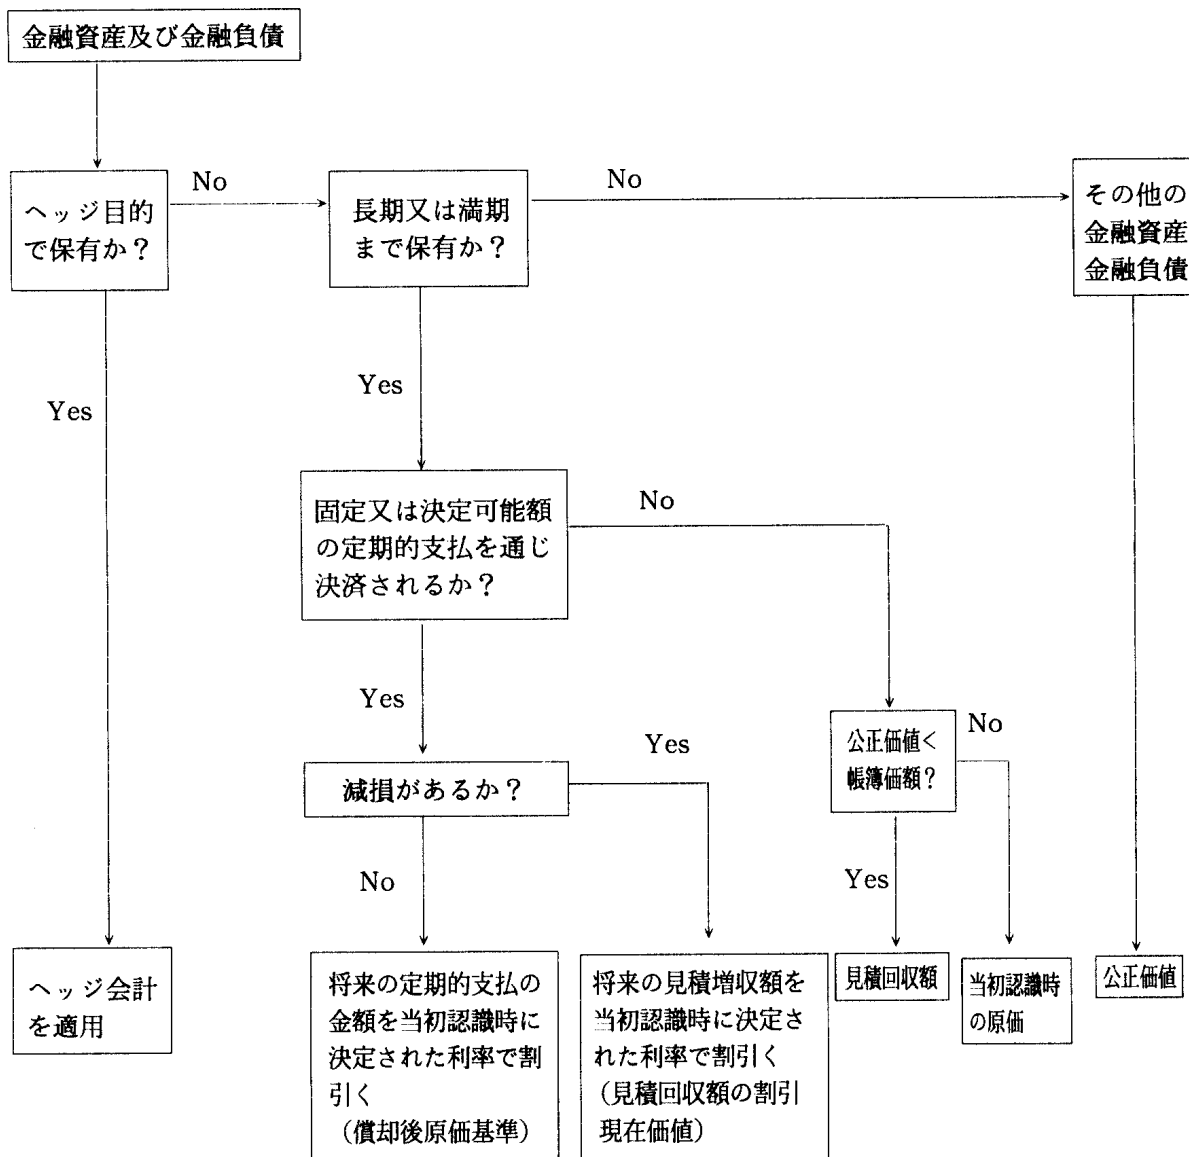 金融資産及び金融負債
ヘッジ目的
で保有か？
No
長期又は満期
まで保有か？
No
その他の
金融資産
金融負債
Yes
Yes
固定又は決定可能額
の定期的支払を通じ
決済されるか？
No
Yes
減損があるか？
Yes
公正価値＜
帳簿価額？
No
No
Yes
ヘッジ会計
を適用
将来の定期的支払の
金額を当初認識時に
決定された利率で割
引く
（償却後原価基準）
将来の見積増収額を
当初認識時に決定さ
れた利率で割引く
（見積回収額の割引
現在価値）
見積回収額
当初認識時
の原価
公正価値